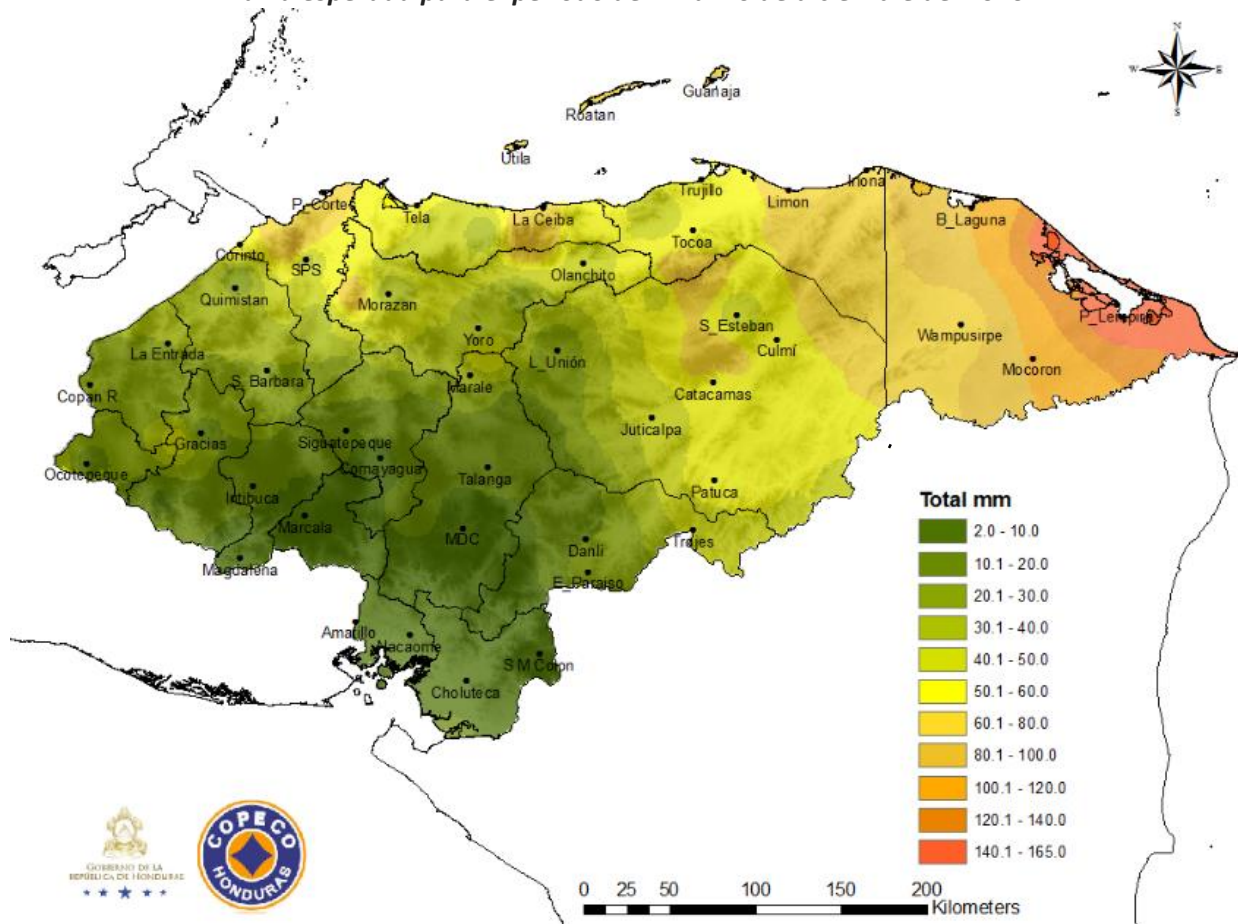 N
W E
S
Guanaja
Roatan
Utila
Trujillo
Iriona
P_Corte
Limon
Tela
La Ceiba
B_Laguna
Tocoa
Corinto
SPS
Olanchito
Quimistan
Morazan
S_Esteban
P_Lempira
Yoro
Wampusirpe
La Entrada
Culmí
L_Unión
Mocoron
S_Barbara
Marale
Copan R.
Catacamas
Gracias
Siguatepeque
Juticalpa
Ocotepeque
Comayagua
Talanga
Intibuca
Patuca
Marcala
MDC
Danli
Trojes
Magdalena
E_Paraiso
Amarillo
Nacaome
S M Colon
Choluteca
Total mm
2.0 - 10.0
10.1 - 20.0
20.1 - 30.0
30.1 - 40.0
40.1 - 50.0
50.1 - 60.0
60.1 - 80.0
80.1 - 100.0
100.1 - 120.0
120.1 - 140.0
140.1 - 165.0
GOBIERNO DE LA
REPÚBLICA DE HONDURAS
COPECO
HONDURAS
0 25 50 100 150 200
Kilometers